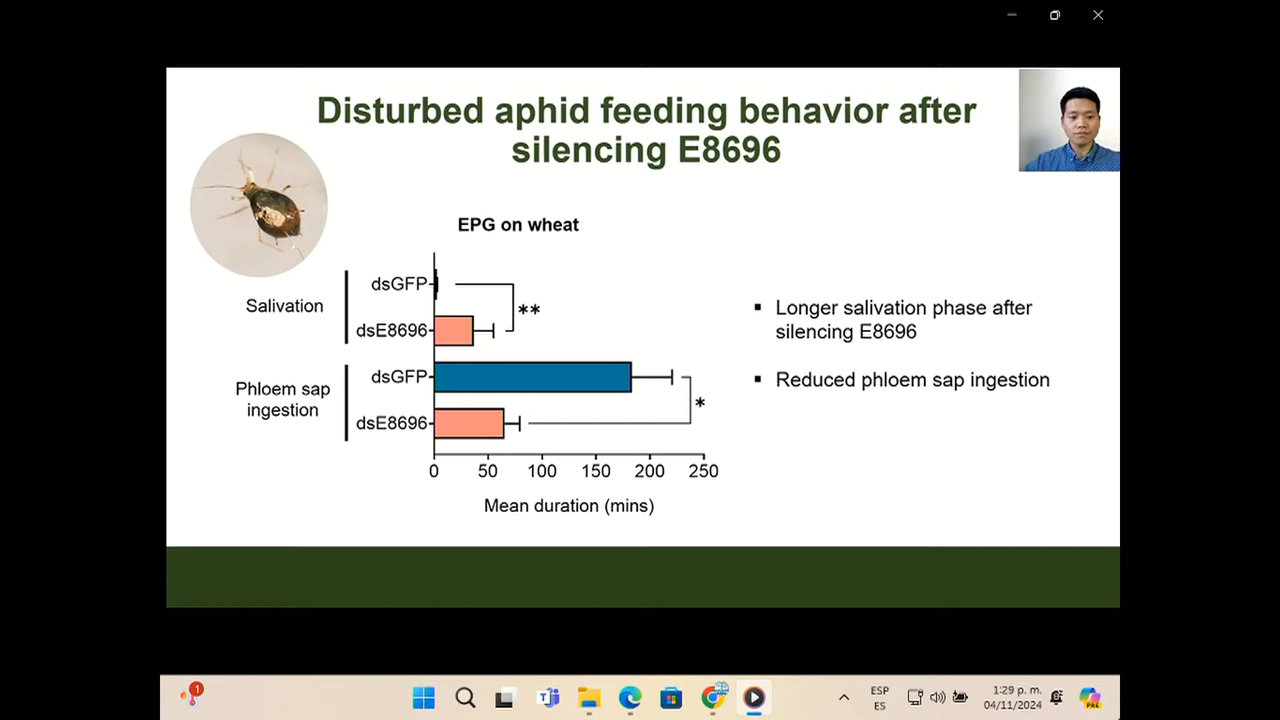 Disturbed aphid feeding behavior after
silencing E8696
EPG on wheat
Salivation
dsGFP
**
dsE8696
Phloem sap
ingestion
dsGFP
*
dsE8696
0 50 100 150 200 250
Mean duration (mins)
▪ Longer salivation phase after
silencing E8696
▪ Reduced phloem sap ingestion
1
ESP
ES
1:29 p. m.
04/11/2024
PRE